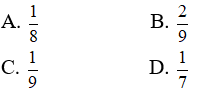 A. 1/8 B. 2/9
C. 1/9 D. 1/7